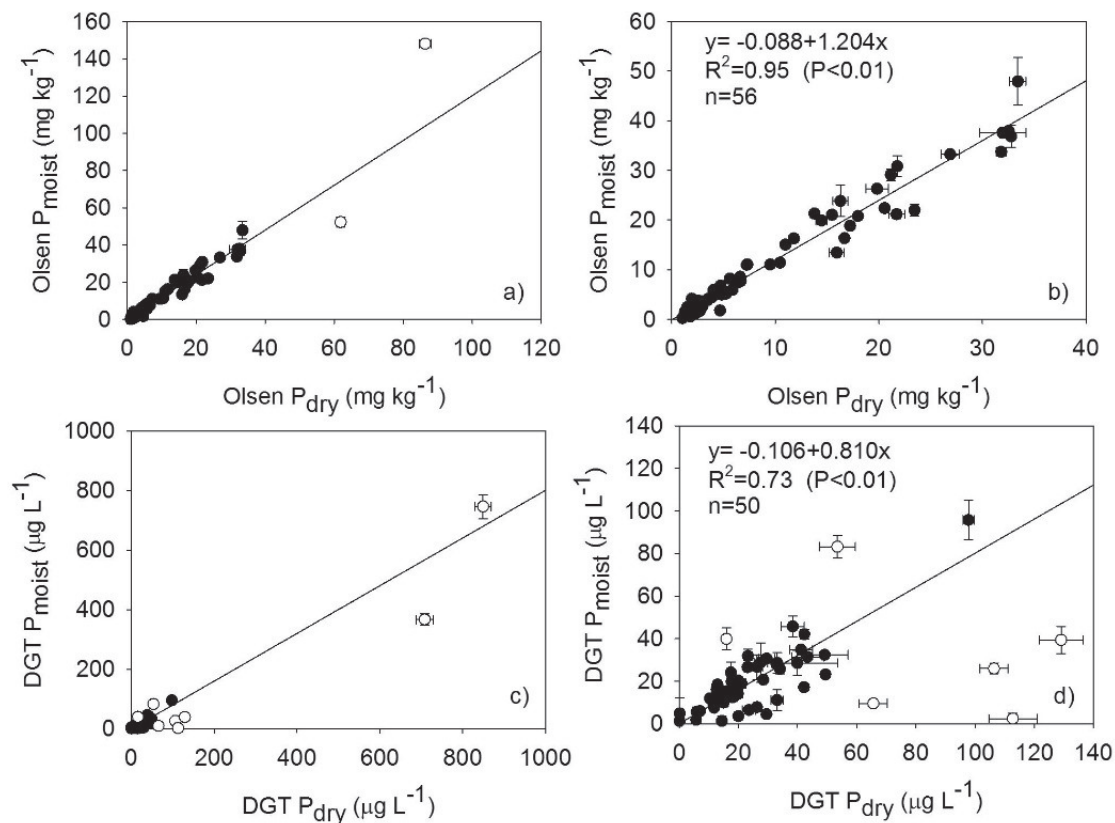 160
140
120
100
80
60
40
20
0
Olsen P_moist (mg kg⁻¹)
0 20 40 60 80 100 120
Olsen P_dry (mg kg⁻¹)
a)
60
50
40
30
20
10
0
Olsen P_moist (mg kg⁻¹)
y= -0.088+1.204x
R²=0.95 (P<0.01)
n=56
0 10 20 30 40
Olsen P_dry (mg kg⁻¹)
b)
1000
800
600
400
200
0
DGT P_moist (µg L⁻¹)
0 200 400 600 800 1000
DGT P_dry (µg L⁻¹)
c)
140
120
100
80
60
40
20
0
DGT P_moist (µg L⁻¹)
y= -0.106+0.810x
R²=0.73 (P<0.01)
n=50
0 20 40 60 80 100 120 140
DGT P_dry (µg L⁻¹)
d)